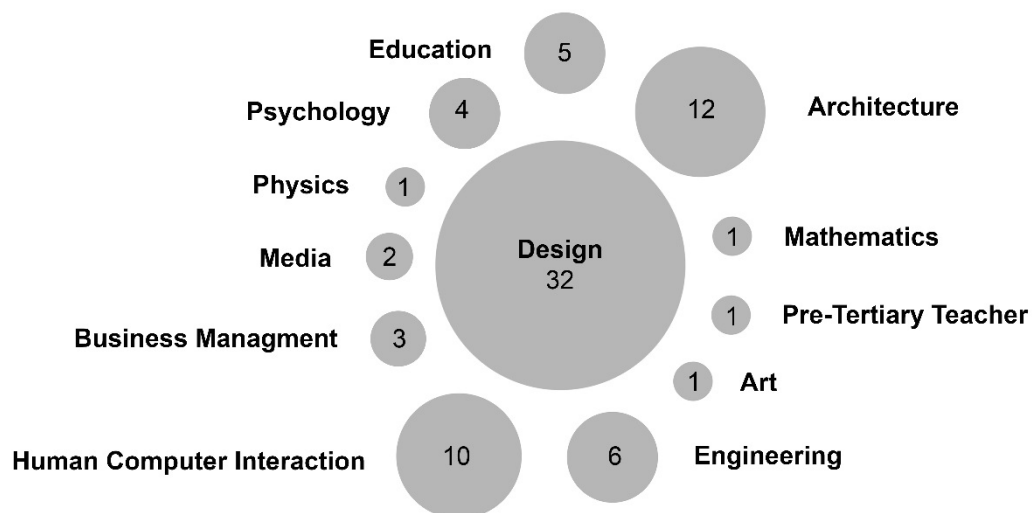 Education
5
12
Architecture
Psychology
4
Physics
1
1
Mathematics
Design
32
Media
2
1
Pre-Tertiary Teacher
Business Managment
3
1
Art
Human Computer Interaction
10
6
Engineering